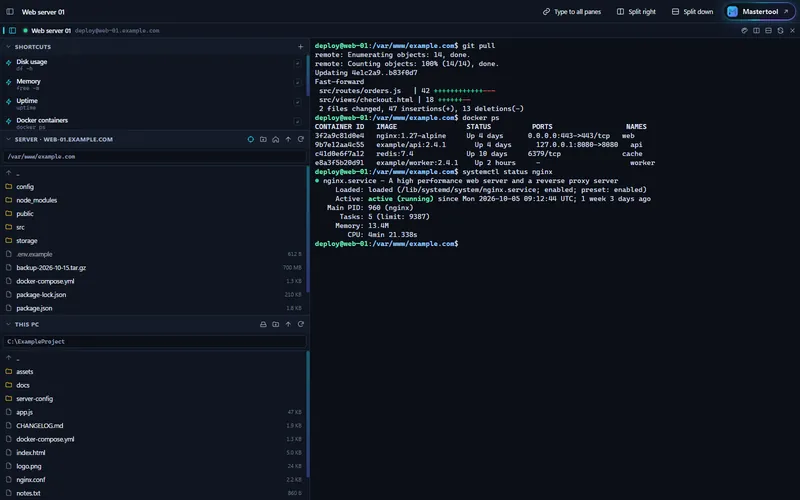 Web server 01
Type to all panes
Split right
Split down
Mastertool
Web server 01 deploy@web-01.example.com
SHORTCUTS
Disk usage
df -h
Memory
free -m
Uptime
uptime
Docker containers
docker ps
SERVER · WEB-01.EXAMPLE.COM
/var/www/example.com
..
config
node_modules
public
src
storage
.env.example 612 B
backup-2026-10-15.tar.gz 700 MB
docker-compose.yml 1.3 KB
package-lock.json 210 KB
package.json 1.8 KB
THIS PC
C:\ExampleProject
..
assets
docs
server-config
app.js 47 KB
CHANGELOG.md 1.9 KB
docker-compose.yml 1.3 KB
index.html 5.0 KB
logo.png 24 KB
nginx.conf 2.2 KB
notes.txt 860 B
deploy@web-01:/var/www/example.com$ git pull
remote: Enumerating objects: 14, done.
remote: Counting objects: 100% (14/14), done.
Updating 4e1c2a9..b83f0d7
Fast-forward
src/routes/orders.js | 42 ++++++++++++---
src/views/checkout.html | 18 ++++++--
2 files changed, 47 insertions(+), 13 deletions(-)
deploy@web-01:/var/www/example.com$ docker ps
CONTAINER ID IMAGE STATUS PORTS NAMES
3f2a9c81d0e4 nginx:1.27-alpine Up 4 days 0.0.0.0:443->443/tcp web
9b7e12aa4c55 example/api:2.4.1 Up 4 days 127.0.0.1:8080->8080 api
c41d0e6f7a12 redis:7.4 Up 10 days 6379/tcp cache
e8a3f5b20d91 example/worker:2.4.1 Up 2 hours – worker
deploy@web-01:/var/www/example.com$ systemctl status nginx
● nginx.service – A high performance web server and a reverse proxy server
Loaded: loaded (/lib/systemd/system/nginx.service; enabled; preset: enabled)
Active: active (running) since Mon 2026-10-05 09:12:44 UTC; 1 week 3 days ago
Main PID: 960 (nginx)
Tasks: 5 (limit: 9387)
Memory: 13.4M
CPU: 4min 21.338s
deploy@web-01:/var/www/example.com$